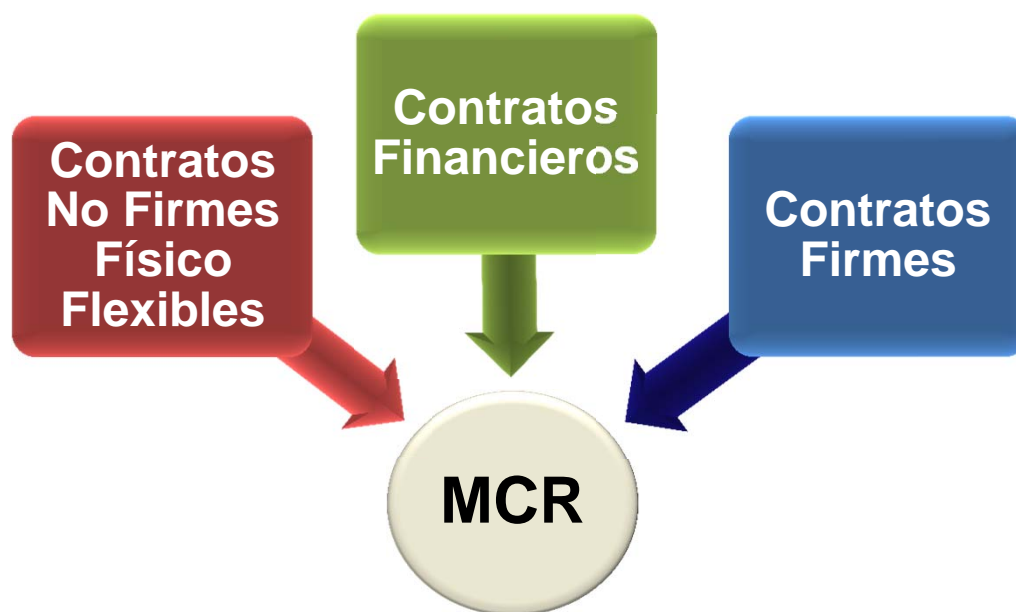 Contratos
No Firmes
Físico
Flexibles
Contratos
Financieros
Contratos
Firmes
MCR